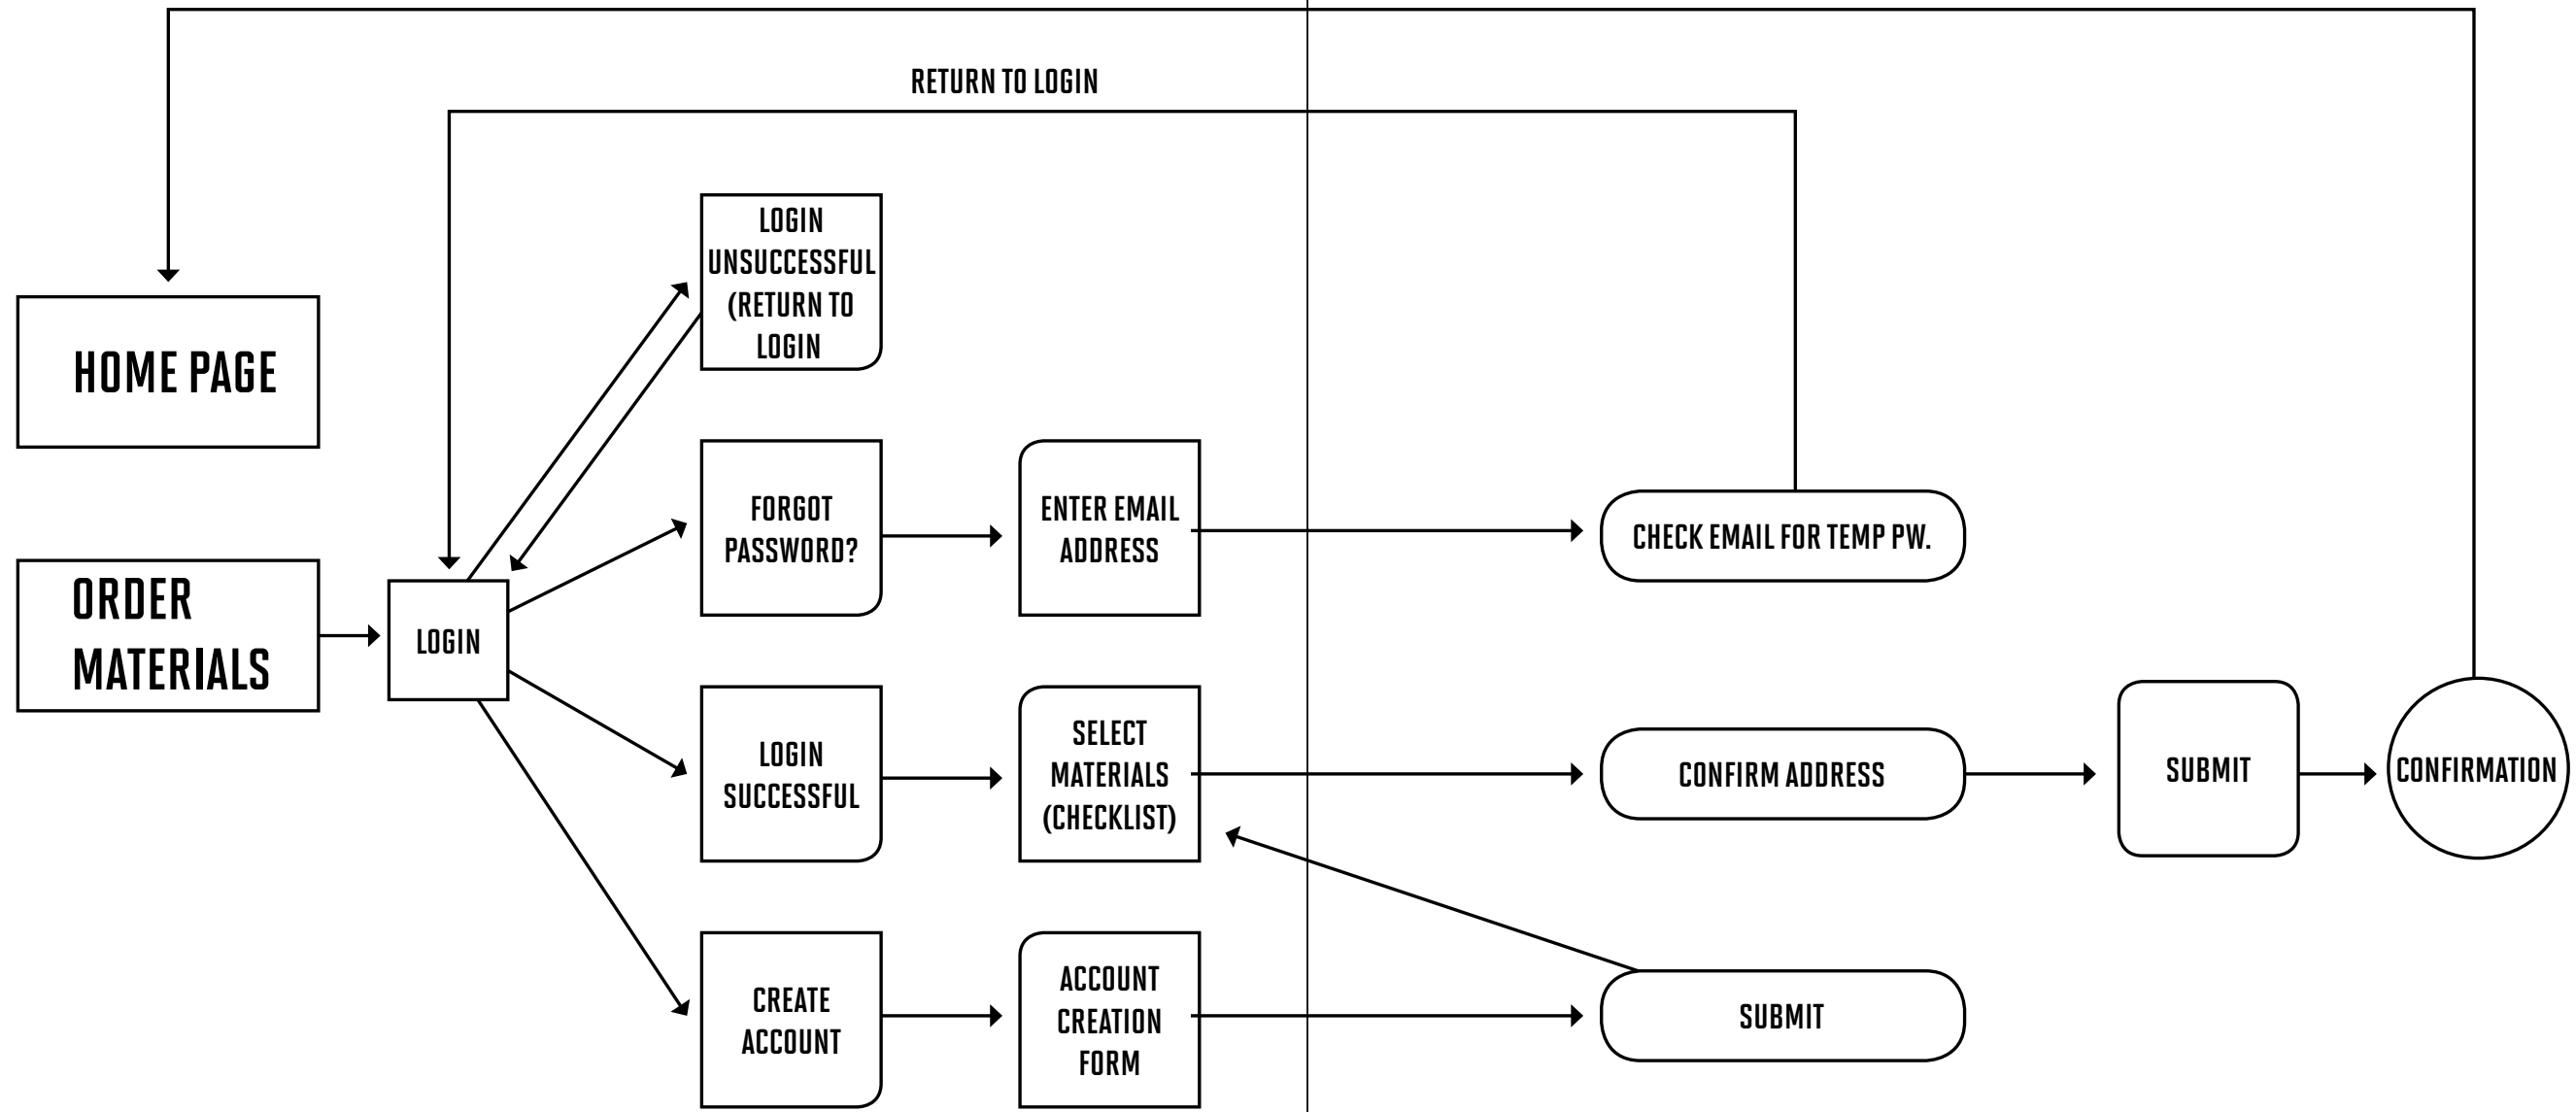 RETURN TO LOGIN
LOGIN
UNSUCCESSFUL
(RETURN TO
LOGIN
HOME PAGE
FORGOT
PASSWORD?
ENTER EMAIL
ADDRESS
CHECK EMAIL FOR TEMP PW.
ORDER
MATERIALS
LOGIN
LOGIN
SUCCESSFUL
SELECT
MATERIALS
(CHECKLIST)
CONFIRM ADDRESS
SUBMIT
CONFIRMATION
CREATE
ACCOUNT
ACCOUNT
CREATION
FORM
SUBMIT